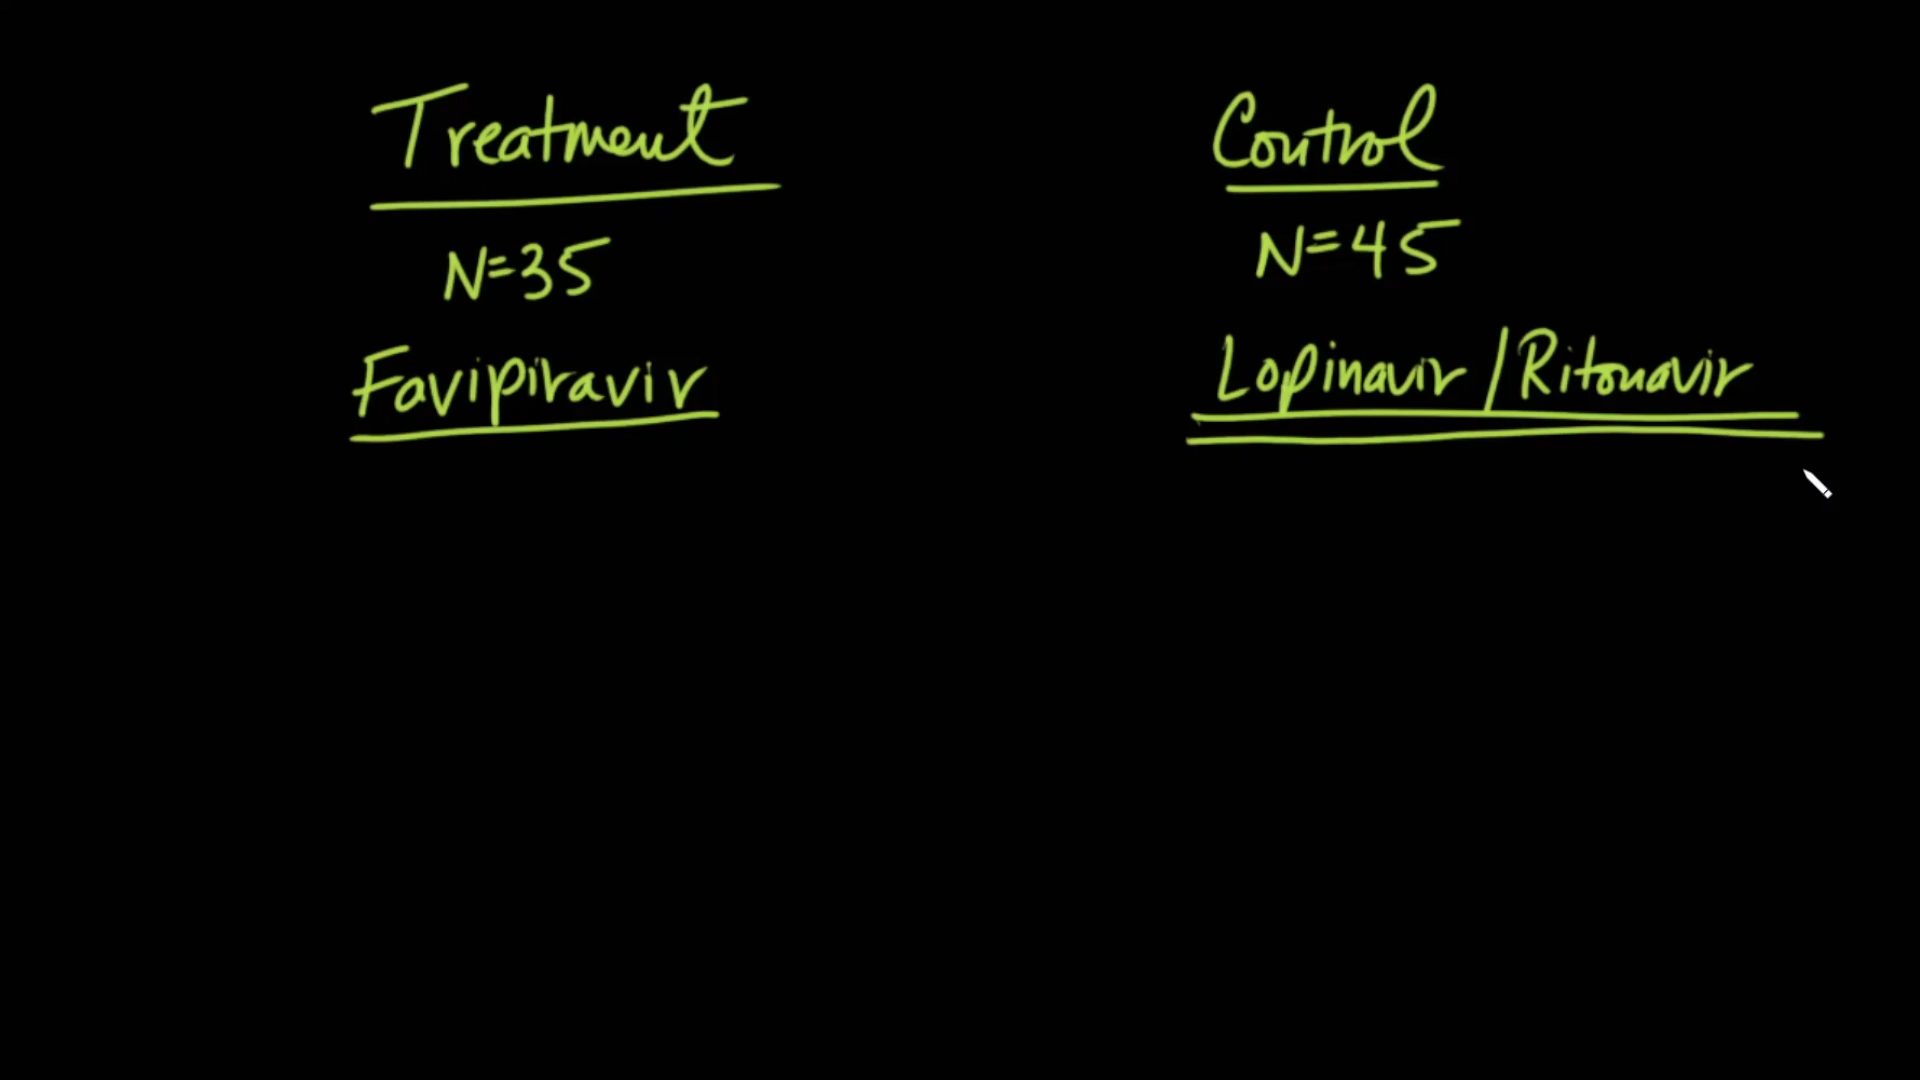 Treatment
N=35
Favipiravir
Control
N=45
Lopinavir/Ritonavir